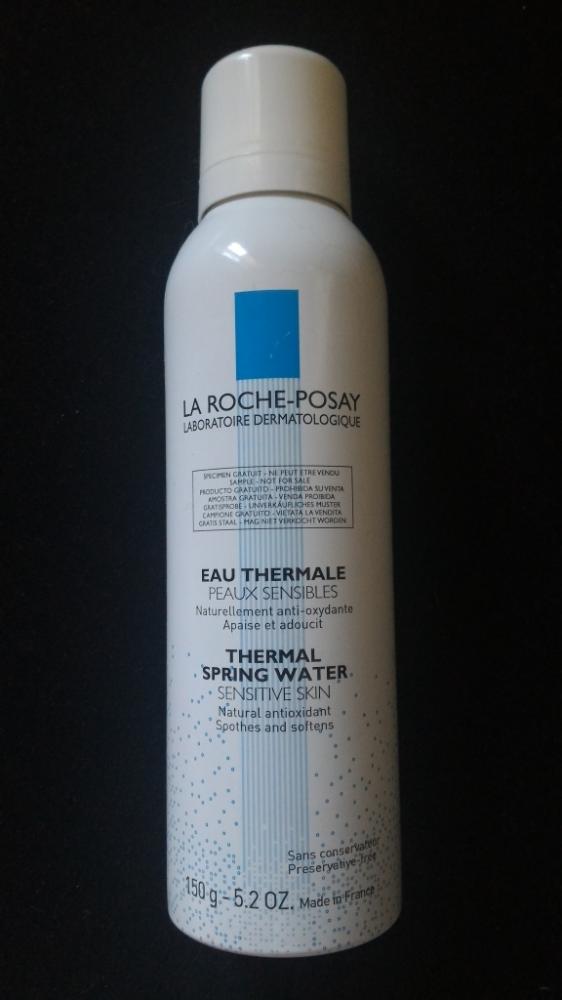 LA ROCHE-POSAY
LABORATOIRE DERMATOLOGIQUE
SPECIMEN GRATUIT - NE PEUT ETRE VENDU
SAMPLE - NOT FOR SALE
PRODUCTO GRATUITO - PROHIBIDA SU VENTA
AMOSTRA GRATUITA - VENDA PROIBIDA
GRATISPROBE - UNVERKÄUFLICHES MUSTER
CAMPIONE GRATUITO - VIETATA LA VENDITA
GRATIS STAAL - MAG NIET VERKOCHT WORDEN
EAU THERMALE
PEAUX SENSIBLES
Naturellement anti-oxydante
Apaise et adoucit
THERMAL
SPRING WATER
SENSITIVE SKIN
Natural antioxidant
Soothes and softens
Sans conservateur
Preservative-free
150 g - 5.2 OZ. Made in France